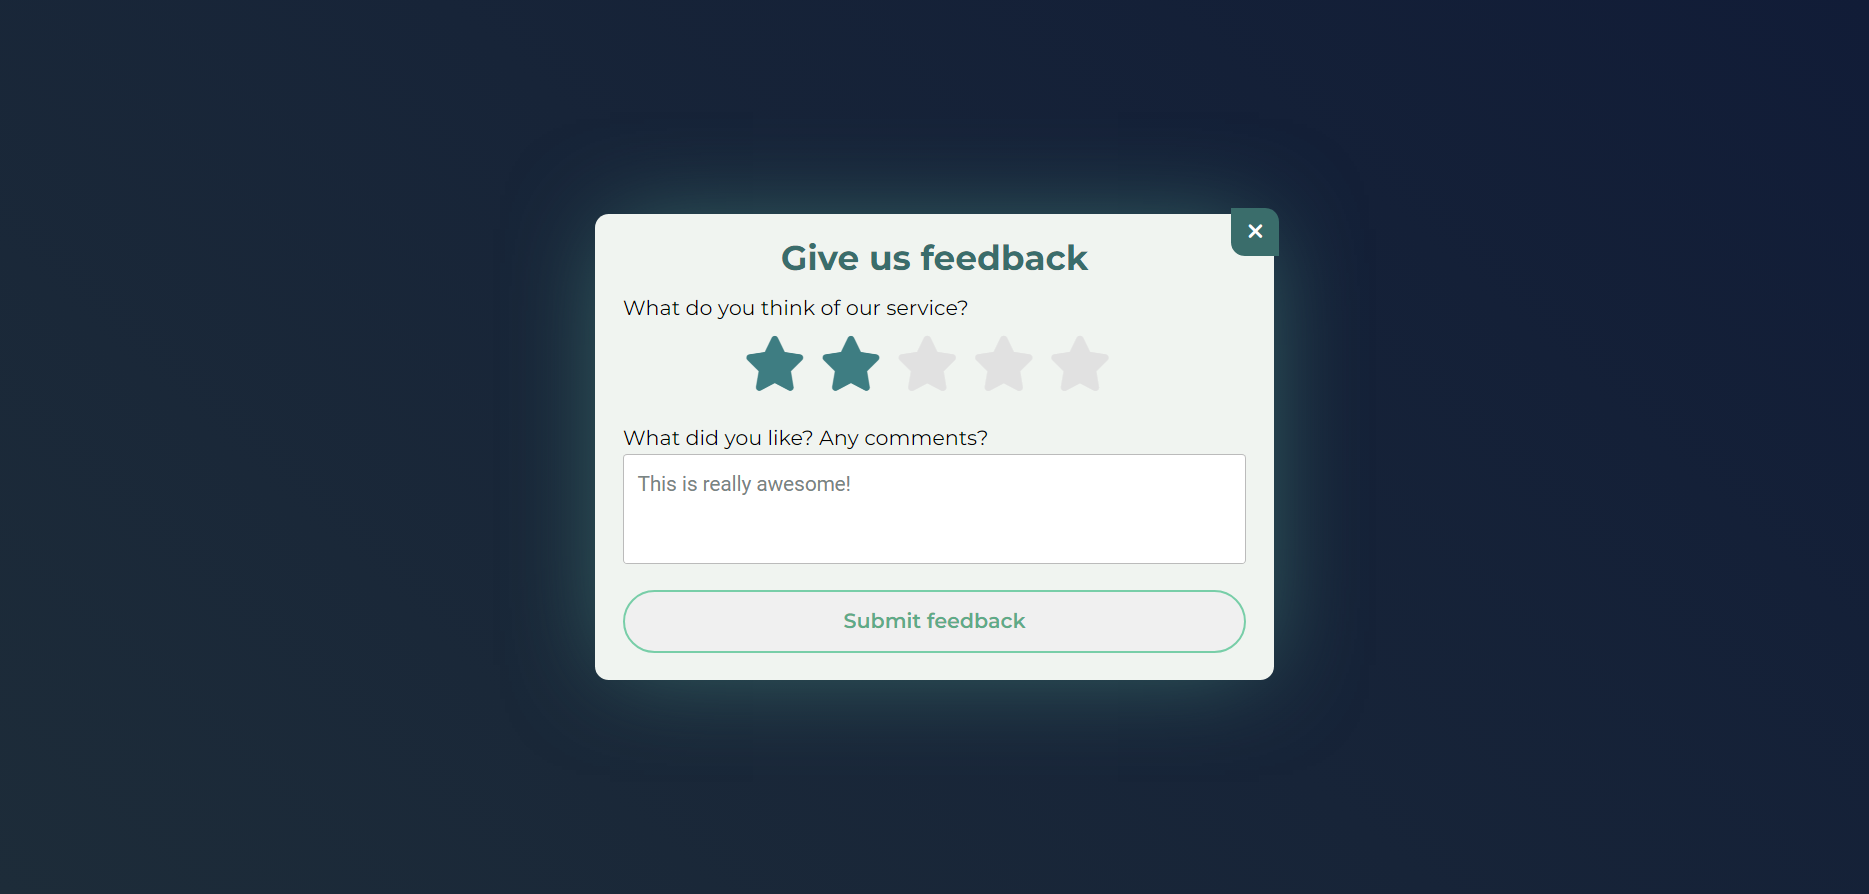 Give us feedback
What do you think of our service?
What did you like? Any comments?
This is really awesome!
Submit feedback